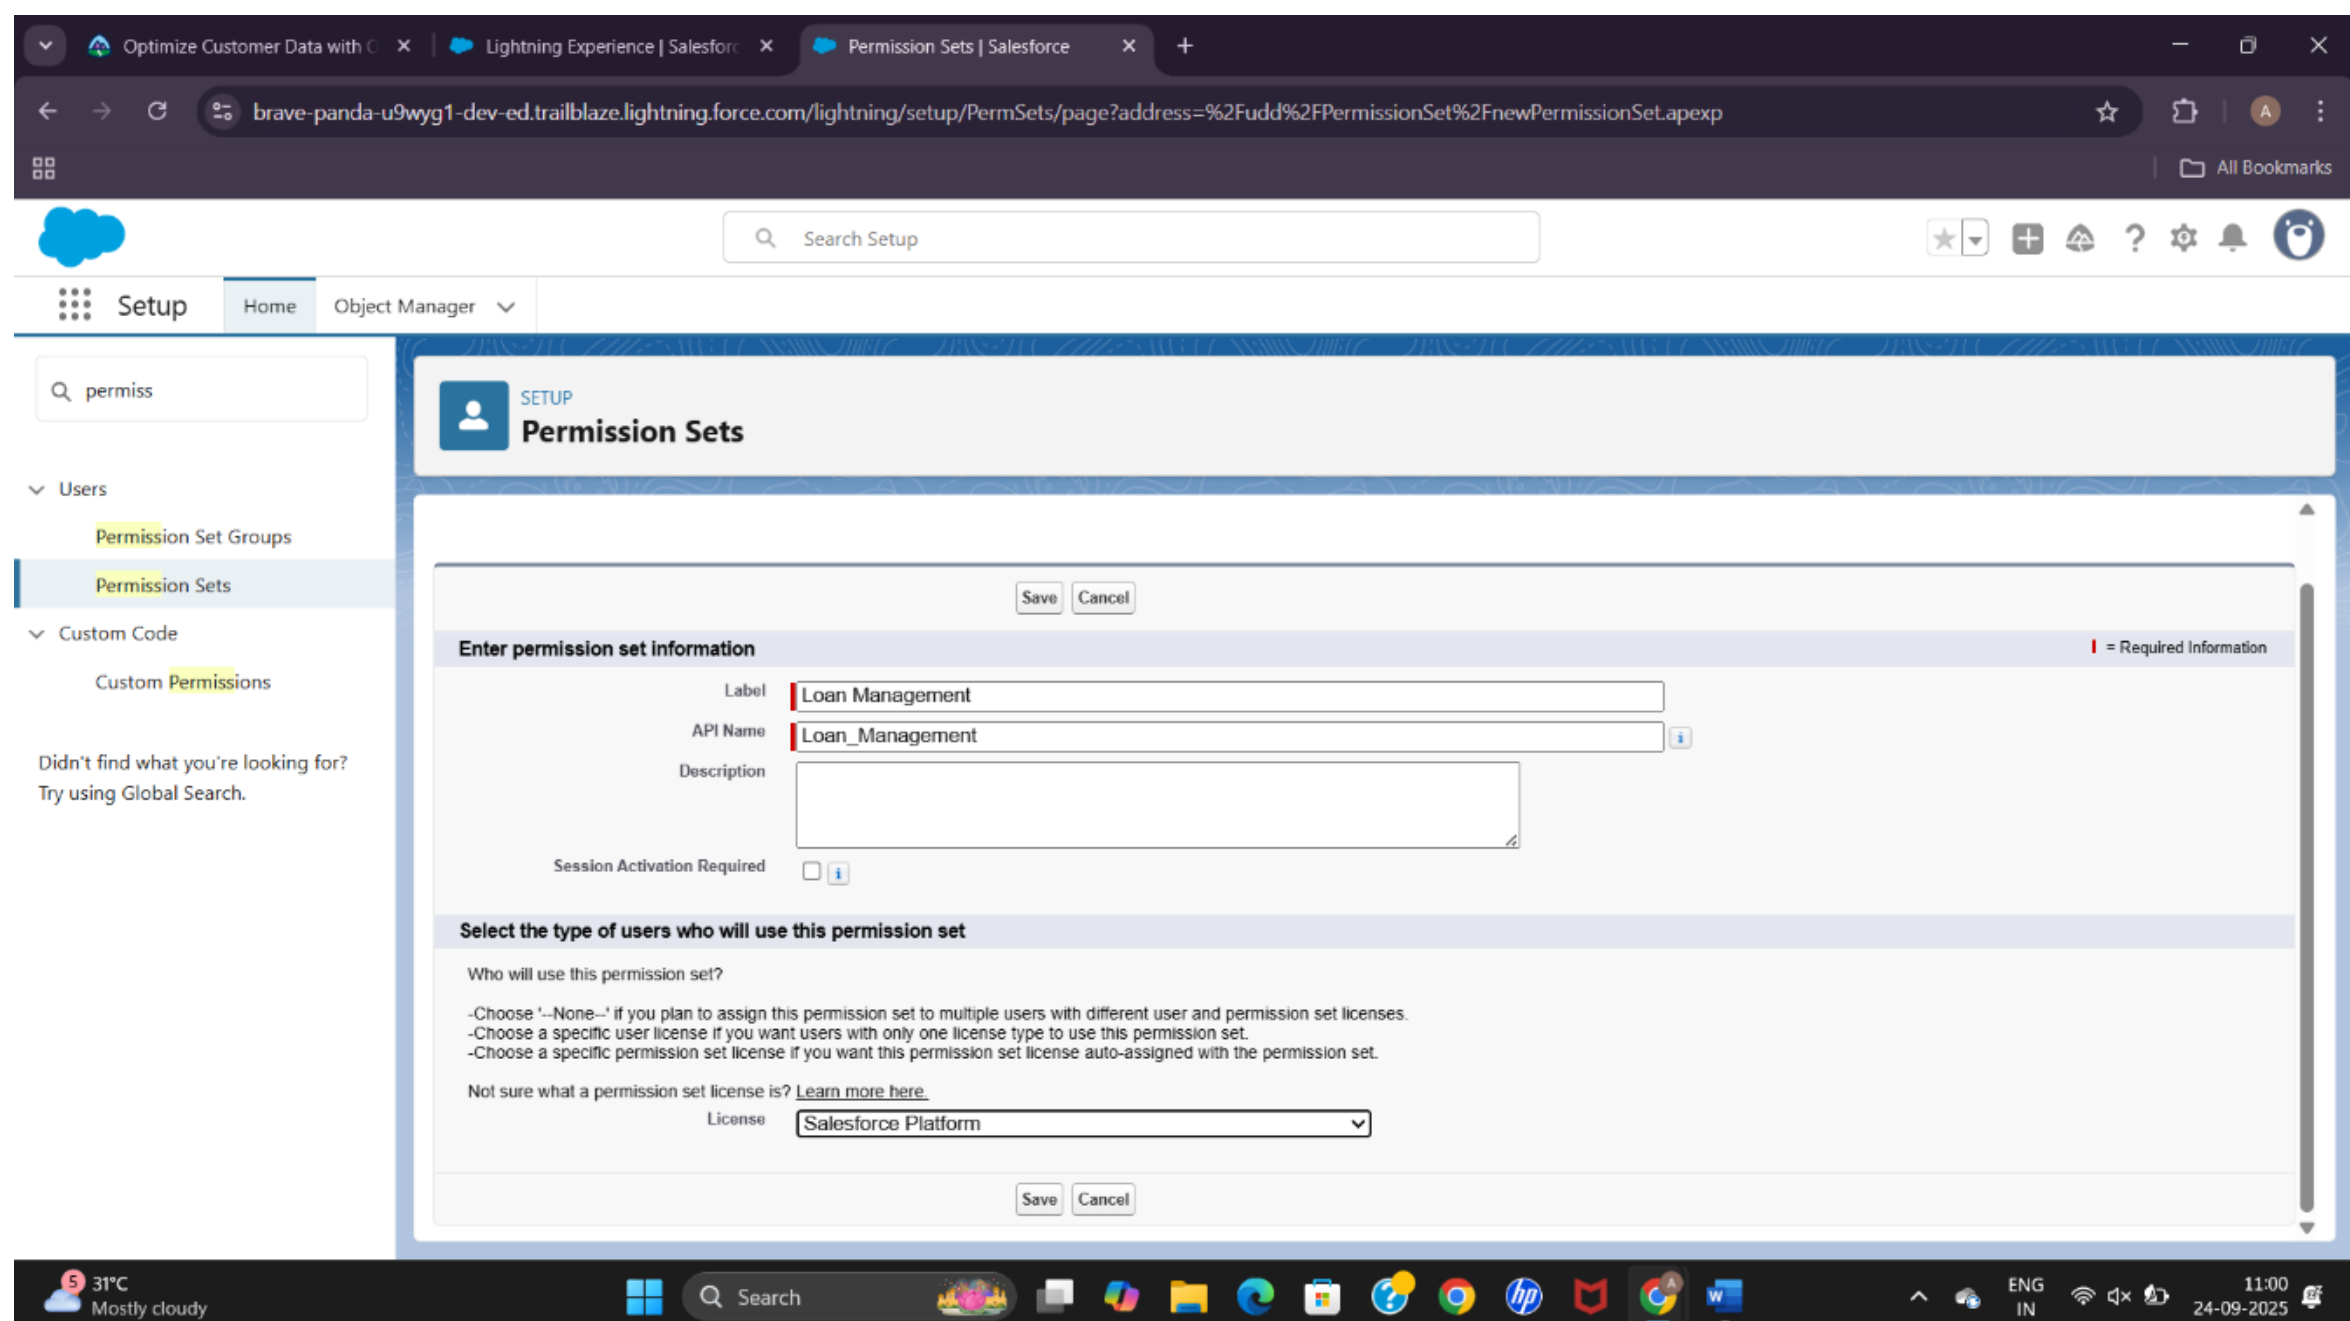 Optimize Customer Data with
Lightning Experience | Salesforc
Permission Sets | Salesforce
brave-panda-u9wyg1-dev-ed.trailblaze.lightning.force.com/lightning/setup/PermSets/page?address=%2Fudd%2FPermissionSet%2FnewPermissionSet.apexp
A
All Bookmarks
Search Setup
Setup
Home
Object Manager
permiss
SETUP
Permission Sets
Users
Permission Set Groups
Permission Sets
Custom Code
Custom Permissions
Didn't find what you're looking for?
Try using Global Search.
Save Cancel
Enter permission set information
= Required Information
Label Loan Management
API Name Loan_Management
Description
Session Activation Required
Select the type of users who will use this permission set
Who will use this permission set?
-Choose '--None--' if you plan to assign this permission set to multiple users with different user and permission set licenses.
-Choose a specific user license if you want users with only one license type to use this permission set.
-Choose a specific permission set license if you want this permission set license auto-assigned with the permission set.
Not sure what a permission set license is? Learn more here.
License Salesforce Platform
Save Cancel
5
31°C
Mostly cloudy
Search
hp
A
W
ENG
IN
11:00
24-09-2025